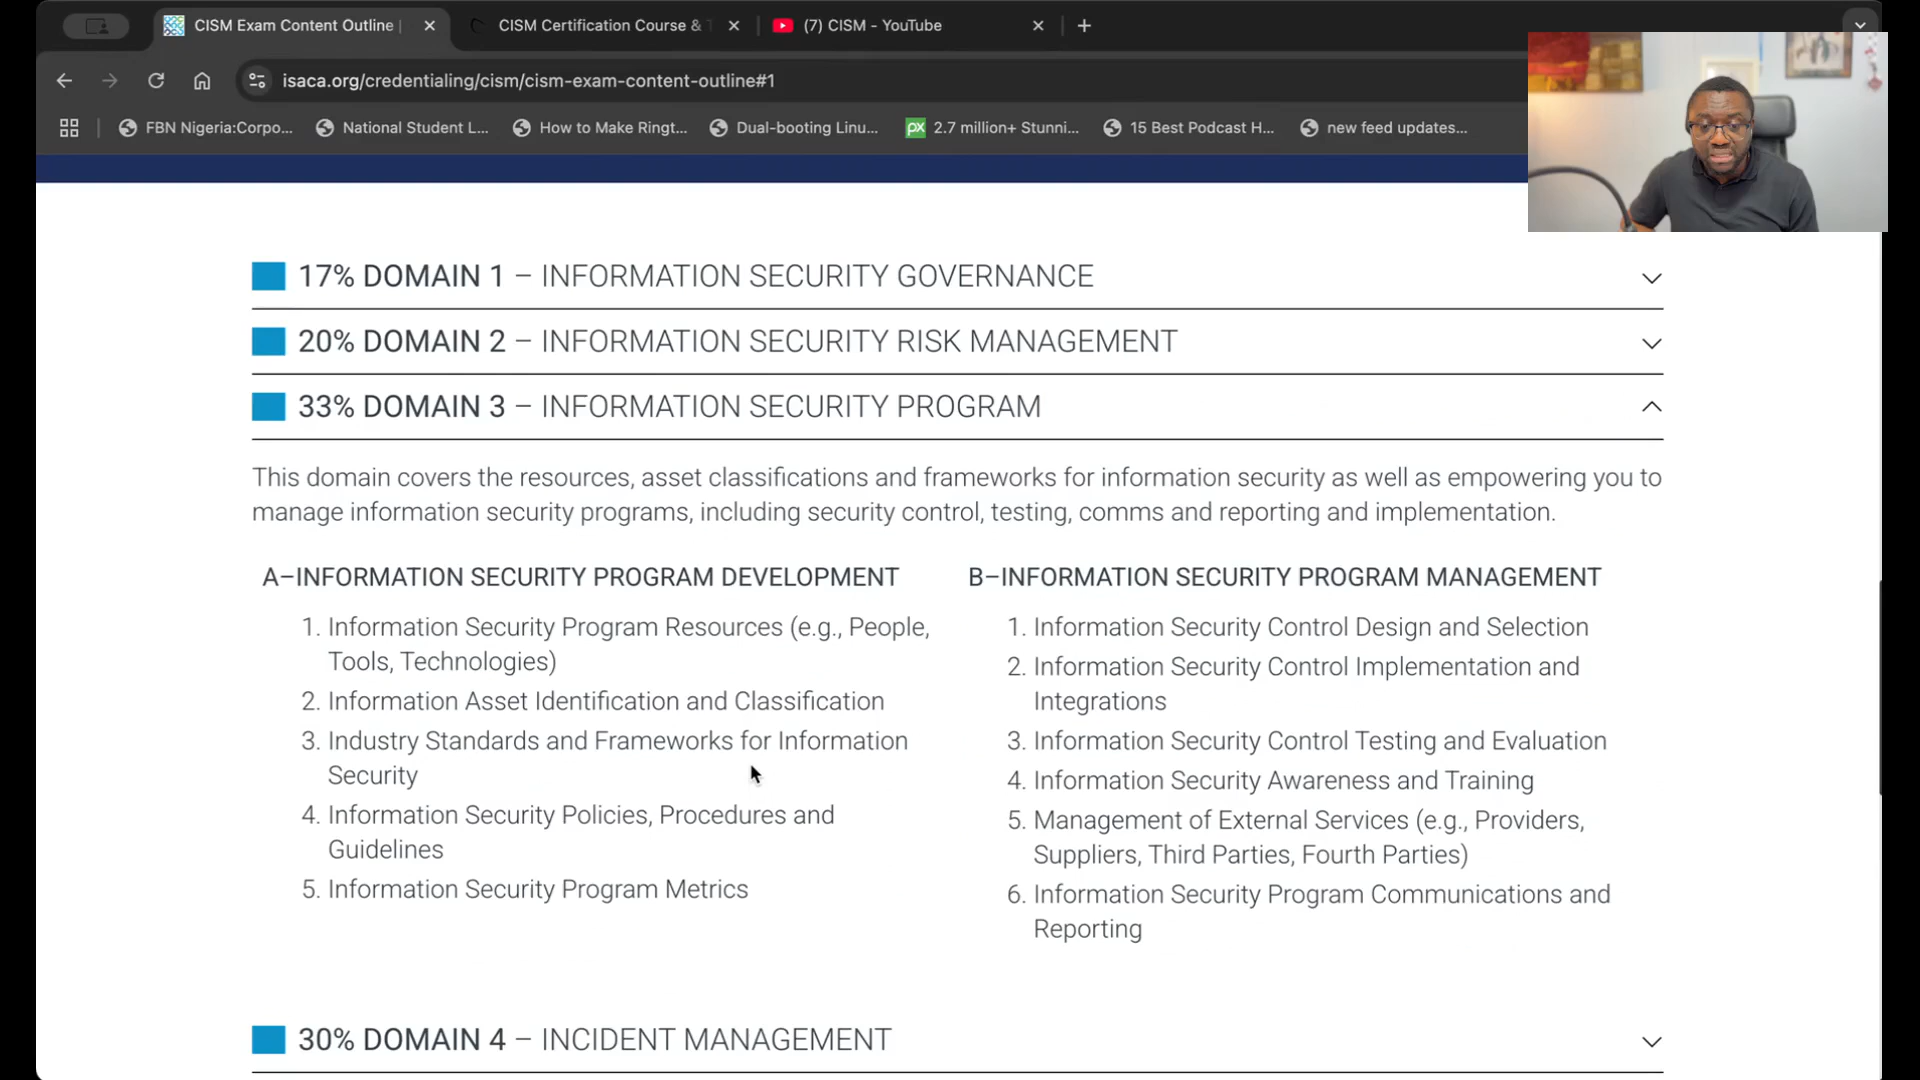 CISM Exam Content Outline |
CISM Certification Course &
(7) CISM - YouTube
isaca.org/credentialing/cism/cism-exam-content-outline#1
FBN Nigeria:Corpo...
National Student L...
How to Make Ringt...
Dual-booting Linu...
px
2.7 million+ Stunni...
15 Best Podcast H...
new feed updates...
17% DOMAIN 1 – INFORMATION SECURITY GOVERNANCE
20% DOMAIN 2 – INFORMATION SECURITY RISK MANAGEMENT
33% DOMAIN 3 – INFORMATION SECURITY PROGRAM
This domain covers the resources, asset classifications and frameworks for information security as well as empowering you to
manage information security programs, including security control, testing, comms and reporting and implementation.
A–INFORMATION SECURITY PROGRAM DEVELOPMENT
1. Information Security Program Resources (e.g., People,
Tools, Technologies)
2. Information Asset Identification and Classification
3. Industry Standards and Frameworks for Information
Security
4. Information Security Policies, Procedures and
Guidelines
5. Information Security Program Metrics
B–INFORMATION SECURITY PROGRAM MANAGEMENT
1. Information Security Control Design and Selection
2. Information Security Control Implementation and
Integrations
3. Information Security Control Testing and Evaluation
4. Information Security Awareness and Training
5. Management of External Services (e.g., Providers,
Suppliers, Third Parties, Fourth Parties)
6. Information Security Program Communications and
Reporting
30% DOMAIN 4 – INCIDENT MANAGEMENT